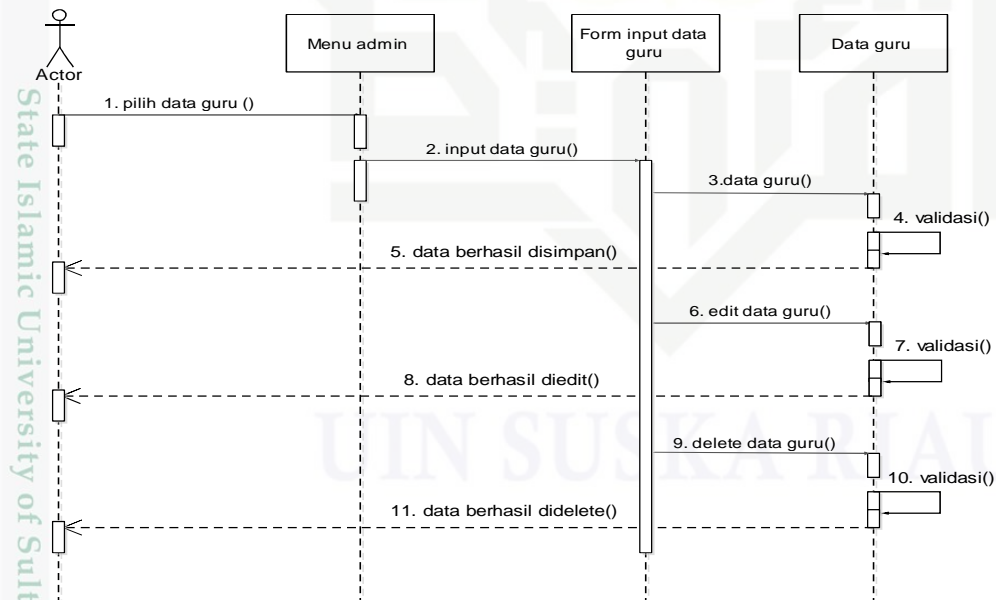 Actor
Menu admin
Form input data
guru
Data guru
1. pilih data guru ()
2. input data guru()
3.data guru()
4. validasi()
5. data berhasil disimpan()
6. edit data guru()
7. validasi()
8. data berhasil diedit()
9. delete data guru()
10. validasi()
11. data berhasil didelete()
State Islamic University of Sult
UIN SUSKA RIAU